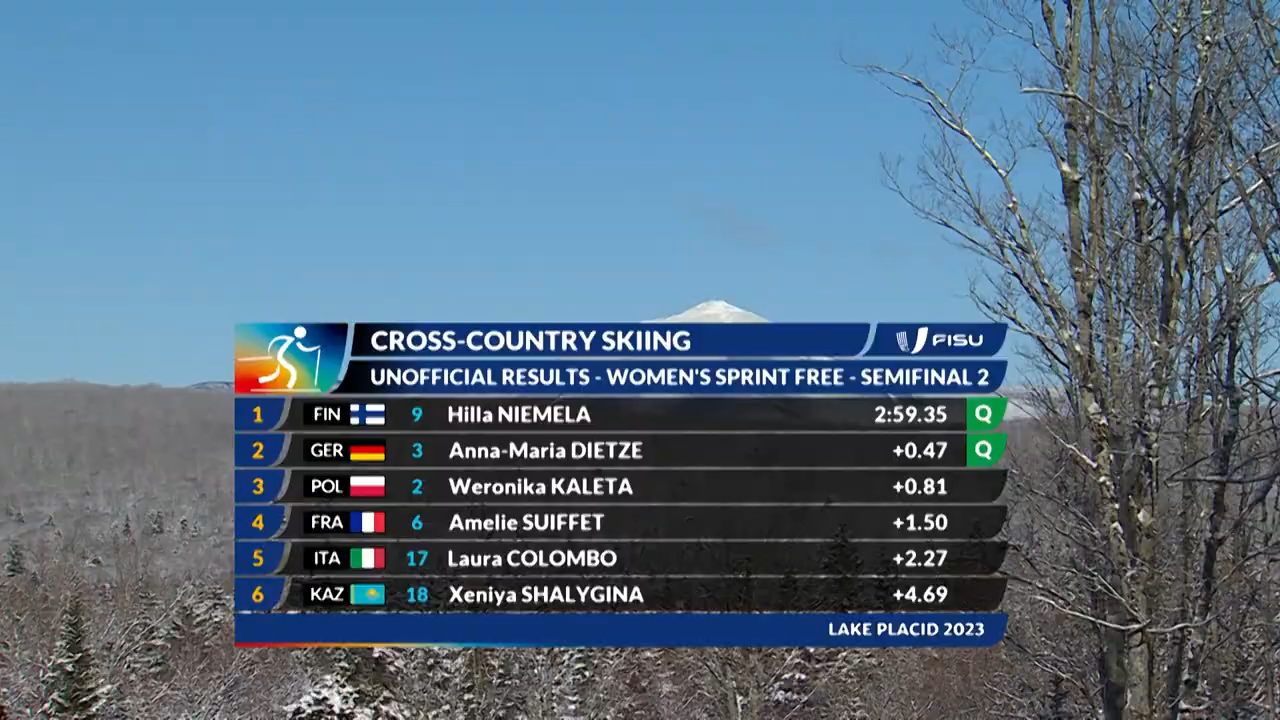 CROSS-COUNTRY SKIING FISU
UNOFFICIAL RESULTS - WOMEN'S SPRINT FREE - SEMIFINAL 2
1 FIN 9 Hilla NIEMELA 2:59.35 Q
2 GER 3 Anna-Maria DIETZE +0.47 Q
3 POL 2 Weronika KALETA +0.81
4 FRA 6 Amelie SUIFFET +1.50
5 ITA 17 Laura COLOMBO +2.27
6 KAZ 18 Xeniya SHALYGINA +4.69
LAKE PLACID 2023